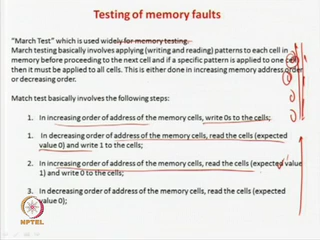 Testing of memory faults
"March Test" which is used widely for memory testing.
March testing basically involves applying (writing and reading) patterns to each cell in
memory before proceeding to the next cell and if a specific pattern is applied to one cell
then it must be applied to all cells. This is either done in increasing memory address order
or decreasing order.
Match test basically involves the following steps:
1. In increasing order of address of the memory cells, write 0s to the cells;
1. In decreasing order of address of the memory cells, read the cells (expected
value 0) and write 1 to the cells;
2. In increasing order of address of the memory cells, read the cells (expected value
1) and write 0 to the cells;
3. In decreasing order of address of the memory cells, read the cells (expected
value 0);
NPTEL